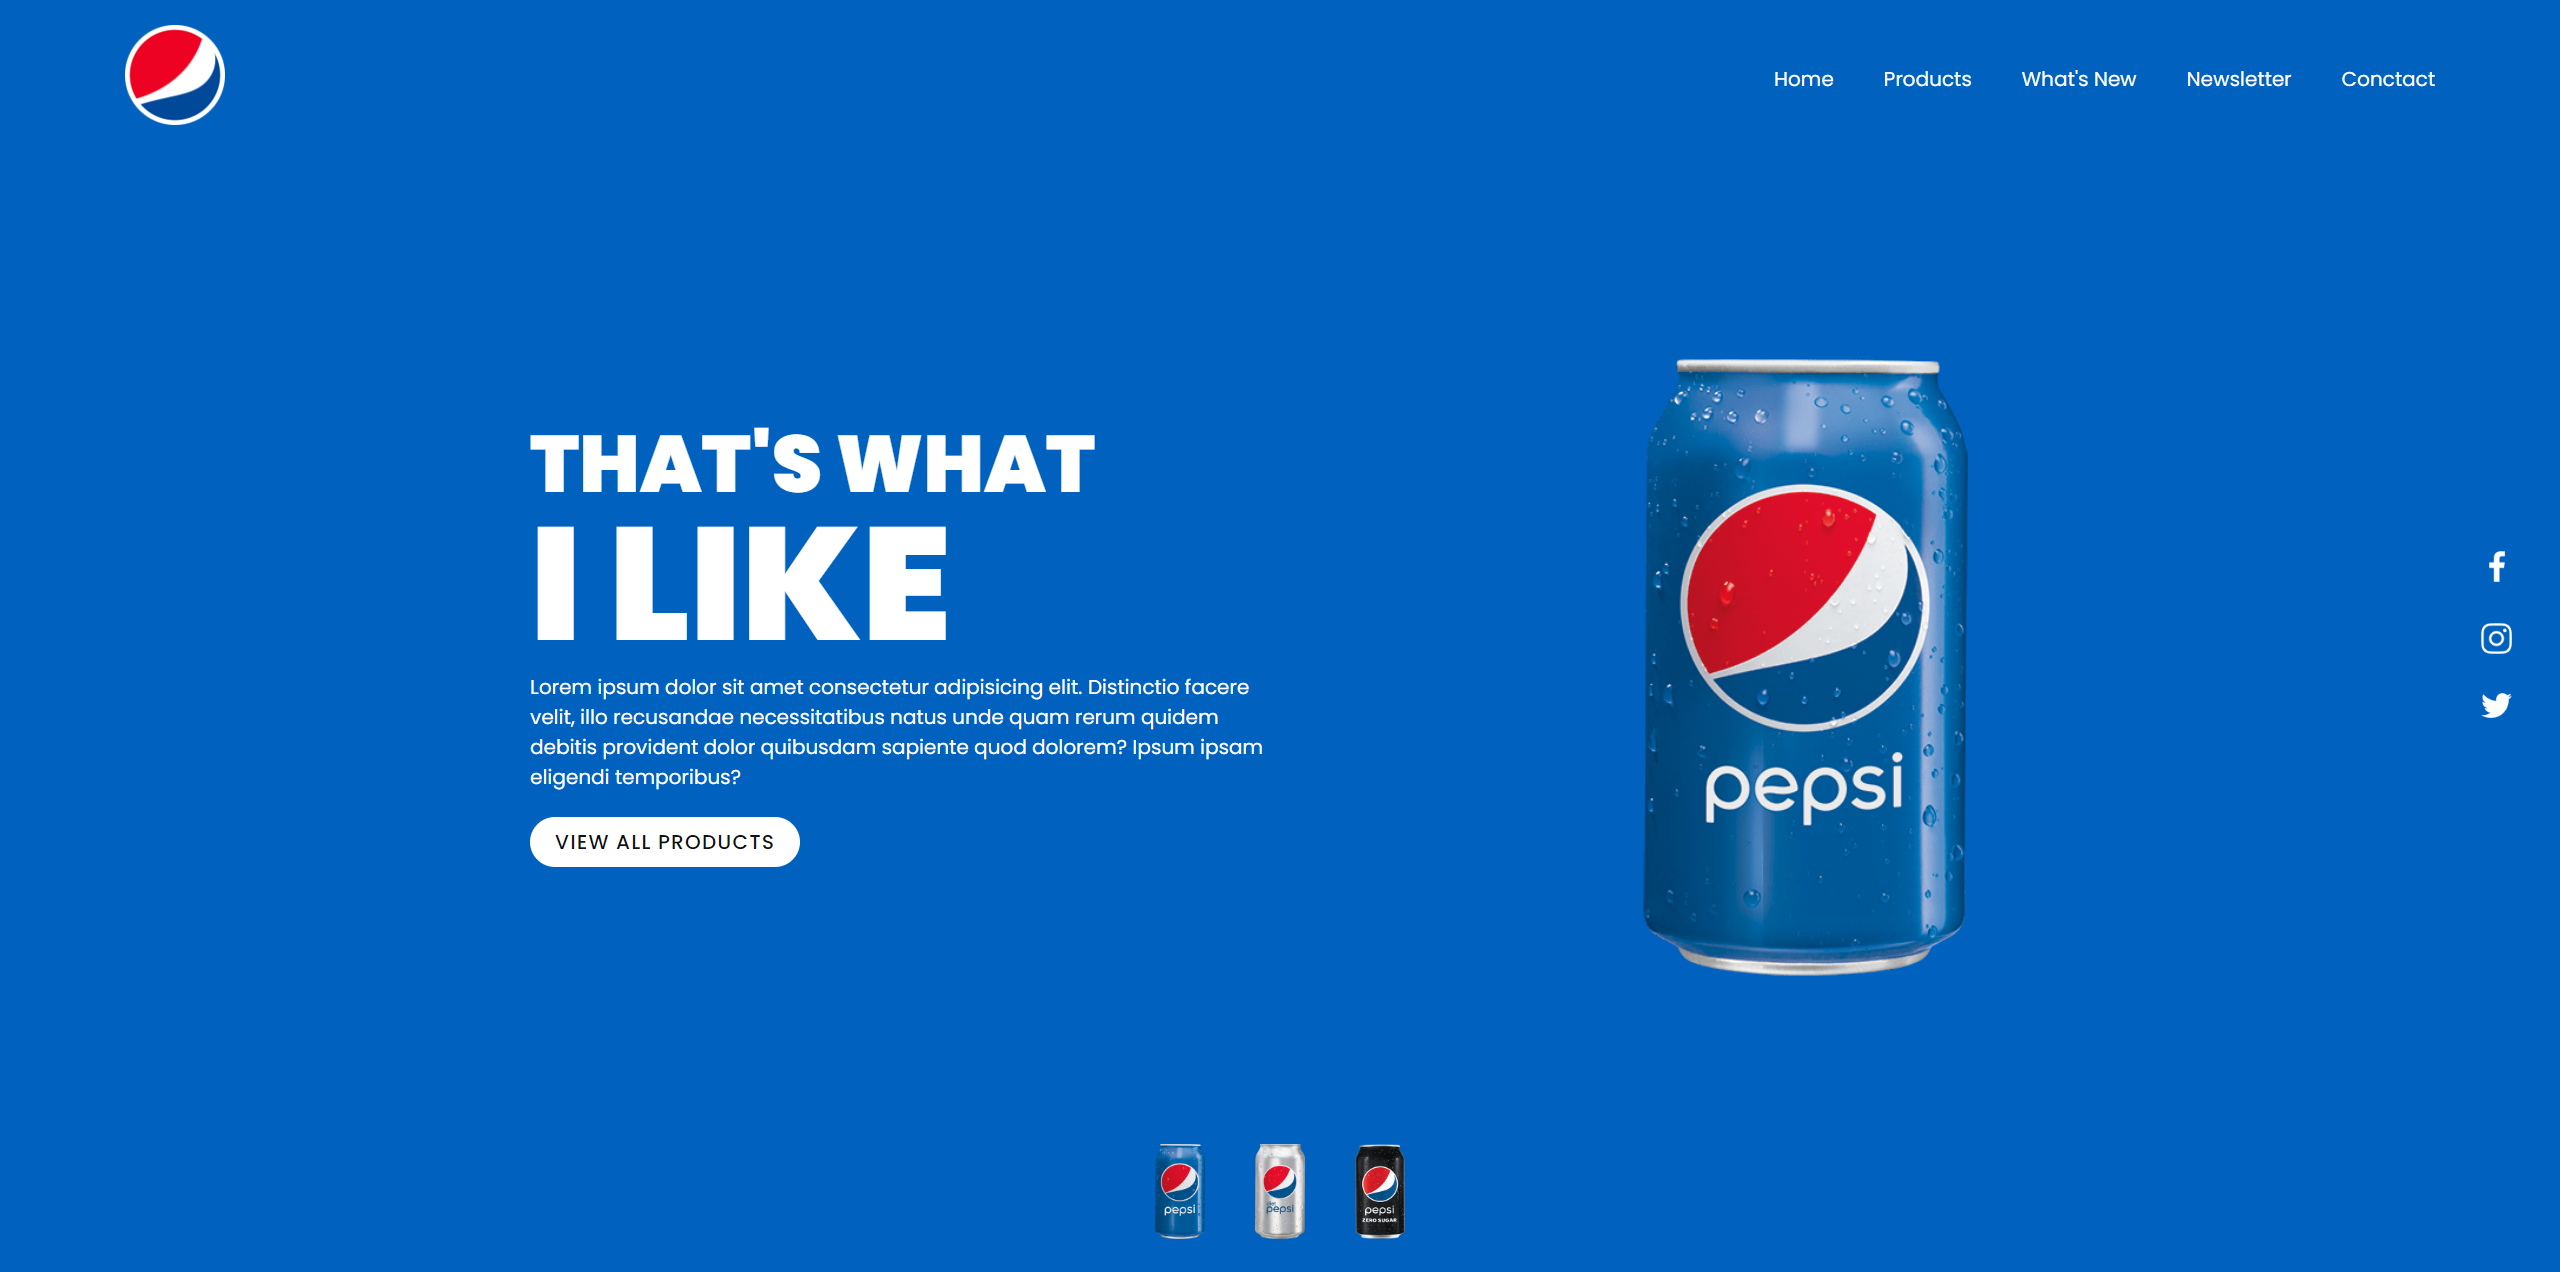 Home Products What's New Newsletter Conctact
THAT'S WHAT
I LIKE
Lorem ipsum dolor sit amet consectetur adipisicing elit. Distinctio facere
velit, illo recusandae necessitatibus natus unde quam rerum quidem
debitis provident dolor quibusdam sapiente quod dolorem? Ipsum ipsam
eligendi temporibus?
VIEW ALL PRODUCTS
pepsi
pepsi
diet
pepsi
pepsi
ZERO SUGAR